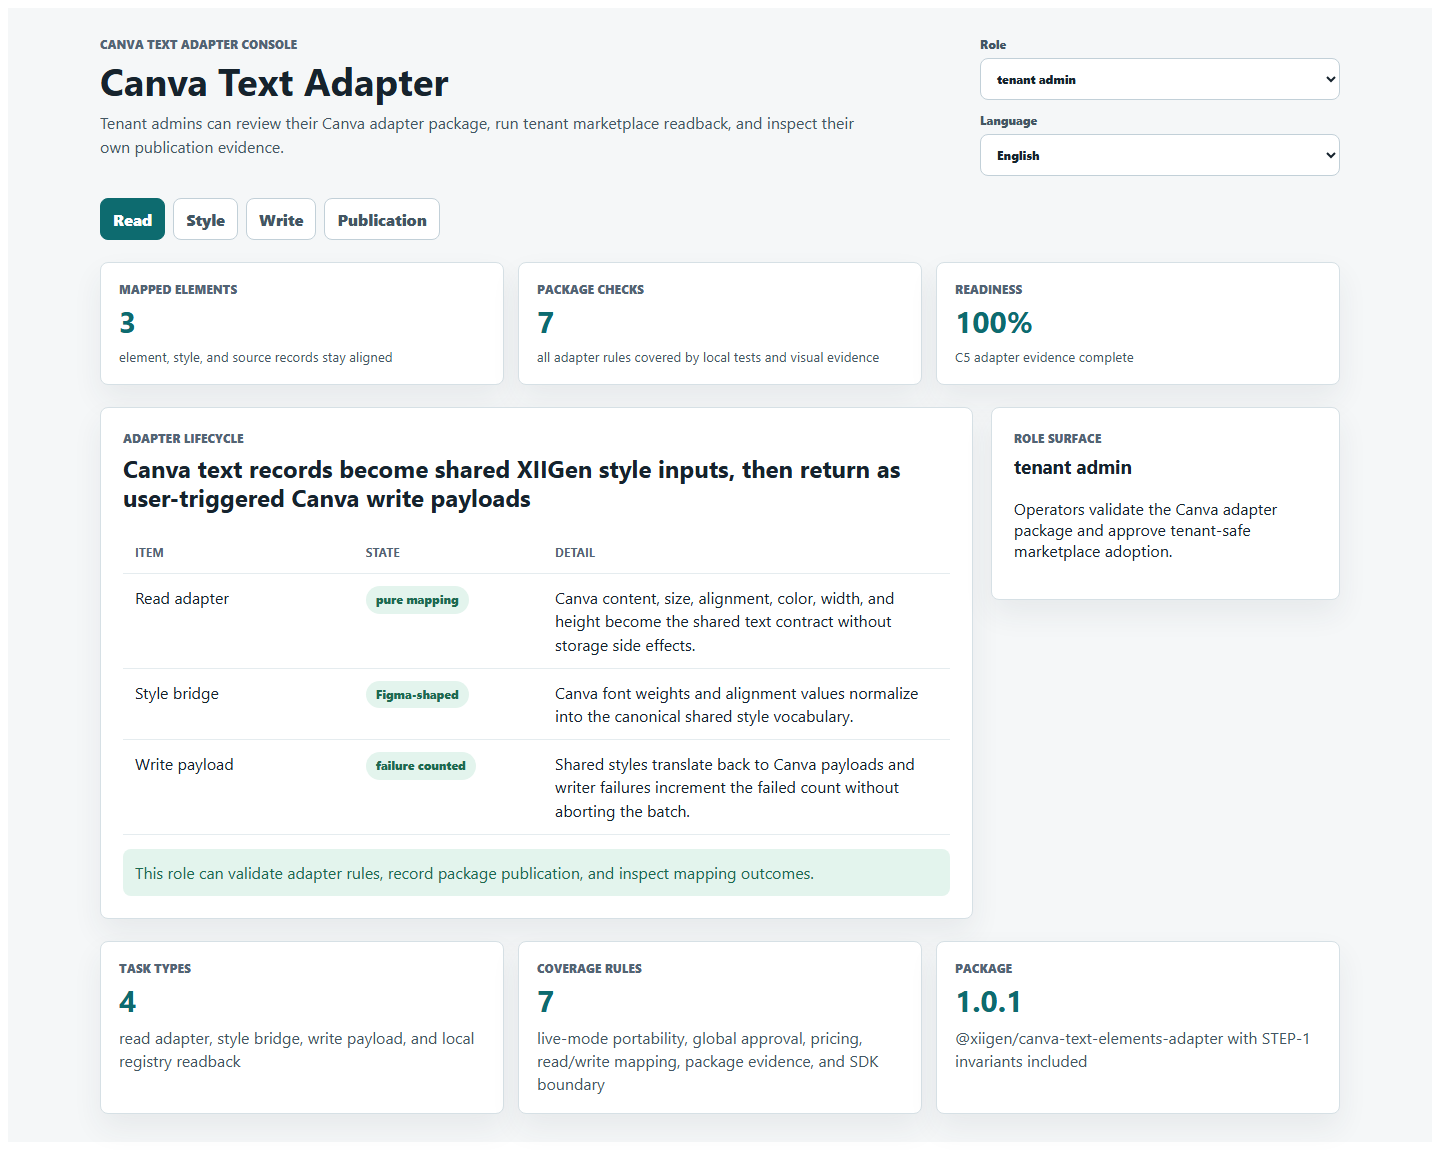 CANVA TEXT ADAPTER CONSOLE
Canva Text Adapter
Tenant admins can review their Canva adapter package, run tenant marketplace readback, and inspect their
own publication evidence.
Role
tenant admin
Language
English
Read
Style
Write
Publication
MAPPED ELEMENTS
3
element, style, and source records stay aligned
PACKAGE CHECKS
7
all adapter rules covered by local tests and visual evidence
READINESS
100%
C5 adapter evidence complete
ADAPTER LIFECYCLE
Canva text records become shared XIIGen style inputs, then return as
user-triggered Canva write payloads
ITEM STATE DETAIL
Read adapter
pure mapping
Canva content, size, alignment, color, width, and
height become the shared text contract without
storage side effects.
Style bridge
Figma-shaped
Canva font weights and alignment values normalize
into the canonical shared style vocabulary.
Write payload
failure counted
Shared styles translate back to Canva payloads and
writer failures increment the failed count without
aborting the batch.
This role can validate adapter rules, record package publication, and inspect mapping outcomes.
ROLE SURFACE
tenant admin
Operators validate the Canva adapter
package and approve tenant-safe
marketplace adoption.
TASK TYPES
4
read adapter, style bridge, write payload, and local
registry readback
COVERAGE RULES
7
live-mode portability, global approval, pricing,
read/write mapping, package evidence, and SDK
boundary
PACKAGE
1.0.1
@xiigen/canva-text-elements-adapter with STEP-1
invariants included